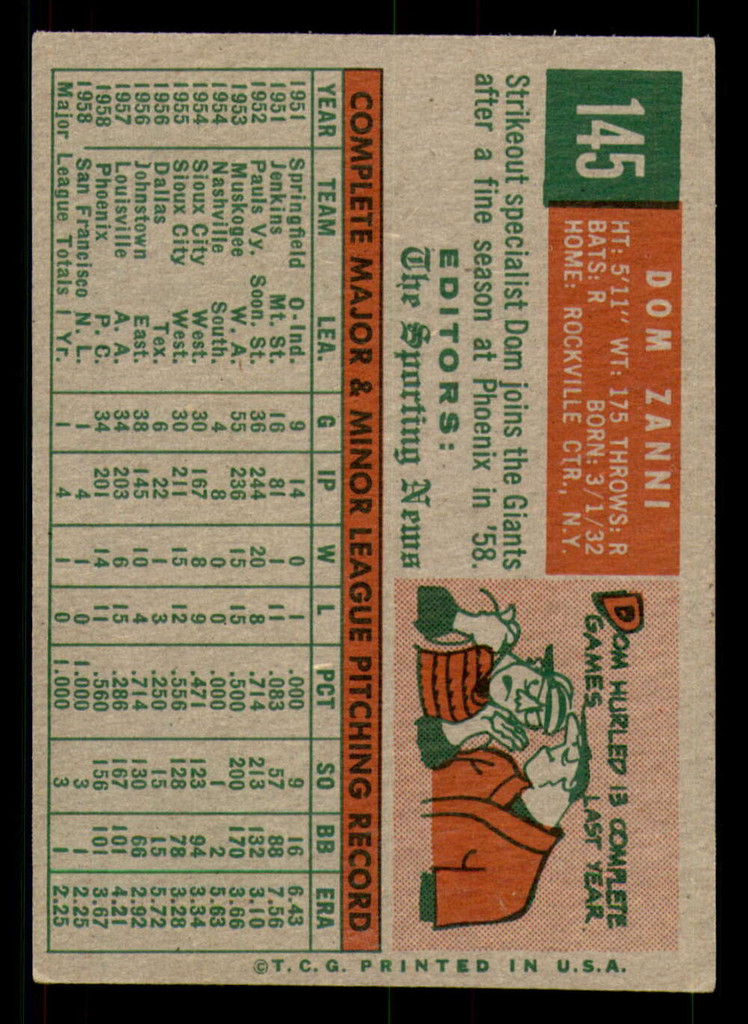 145
DOM ZANNI
HT: 5'11" WT: 175 THROWS: R
BATS: R BORN: 3/1/32
HOME: ROCKVILLE CTR., N.Y.
Strikeout specialist Dom joins the Giants
after a fine season at Phoenix in '58.
EDITORS:
The Sporting News
DOM HURLED 13 COMPLETE
GAMES LAST YEAR.
COMPLETE MAJOR & MINOR LEAGUE PITCHING RECORD
YEAR TEAM LEA. G IP W L PCT SO BB ERA
1951 Springfield O-Ind. 9 14 0 1 .000 9 16 6.43
1951 Jenkins Mt. St. 16 81 1 11 .083 57 88 7.56
1952 Pauls Vy. Soon. St. 36 244 20 8 .714 213 132 3.10
1953 Muskogee W. A. 55 236 15 15 .500 200 170 3.66
1954 Nashville South. 4 8 0 0 .000 1 2 5.63
1954 Sioux City West. 30 167 8 9 .471 123 94 3.34
1955 Sioux City West. 30 211 15 12 .556 128 78 3.28
1956 Dallas Tex. 6 22 1 3 .250 15 15 5.72
1956 Johnstown East. 38 145 10 4 .714 130 66 2.92
1957 Louisville A. A. 34 203 6 15 .286 167 101 4.21
1958 Phoenix P. C. 34 201 14 11 .560 156 101 3.67
1958 San Francisco N. L. 1 4 1 0 1.000 3 1 2.25
Major League Totals 1 Yr. 1 4 1 0 1.000 3 1 2.25
©T.C.G. PRINTED IN U.S.A.